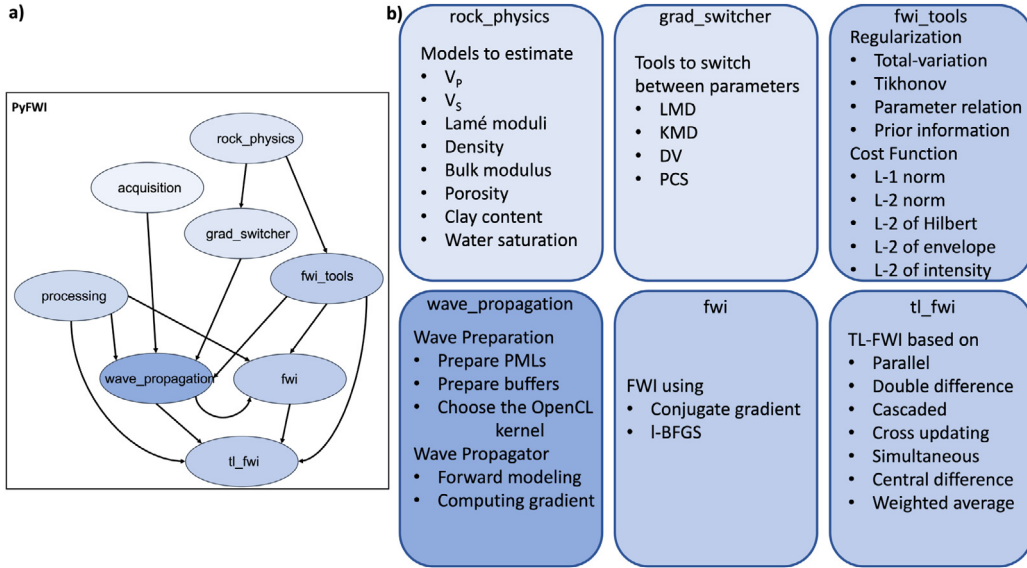 a)
PyFWI
rock_physics
acquisition
grad_switcher
fwi_tools
processing
wave_propagation
fwi
tl_fwi
b)
rock_physics
Models to estimate
• VP
• VS
• Lamé moduli
• Density
• Bulk modulus
• Porosity
• Clay content
• Water saturation
grad_switcher
Tools to switch
between parameters
• LMD
• KMD
• DV
• PCS
fwi_tools
Regularization
• Total-variation
• Tikhonov
• Parameter relation
• Prior information
Cost Function
• L-1 norm
• L-2 norm
• L-2 of Hilbert
• L-2 of envelope
• L-2 of intensity
wave_propagation
Wave Preparation
• Prepare PMLs
• Prepare buffers
• Choose the OpenCL
kernel
Wave Propagator
• Forward modeling
• Computing gradient
fwi
FWI using
• Conjugate gradient
• l-BFGS
tl_fwi
TL-FWI based on
• Parallel
• Double difference
• Cascaded
• Cross updating
• Simultaneous
• Central difference
• Weighted average